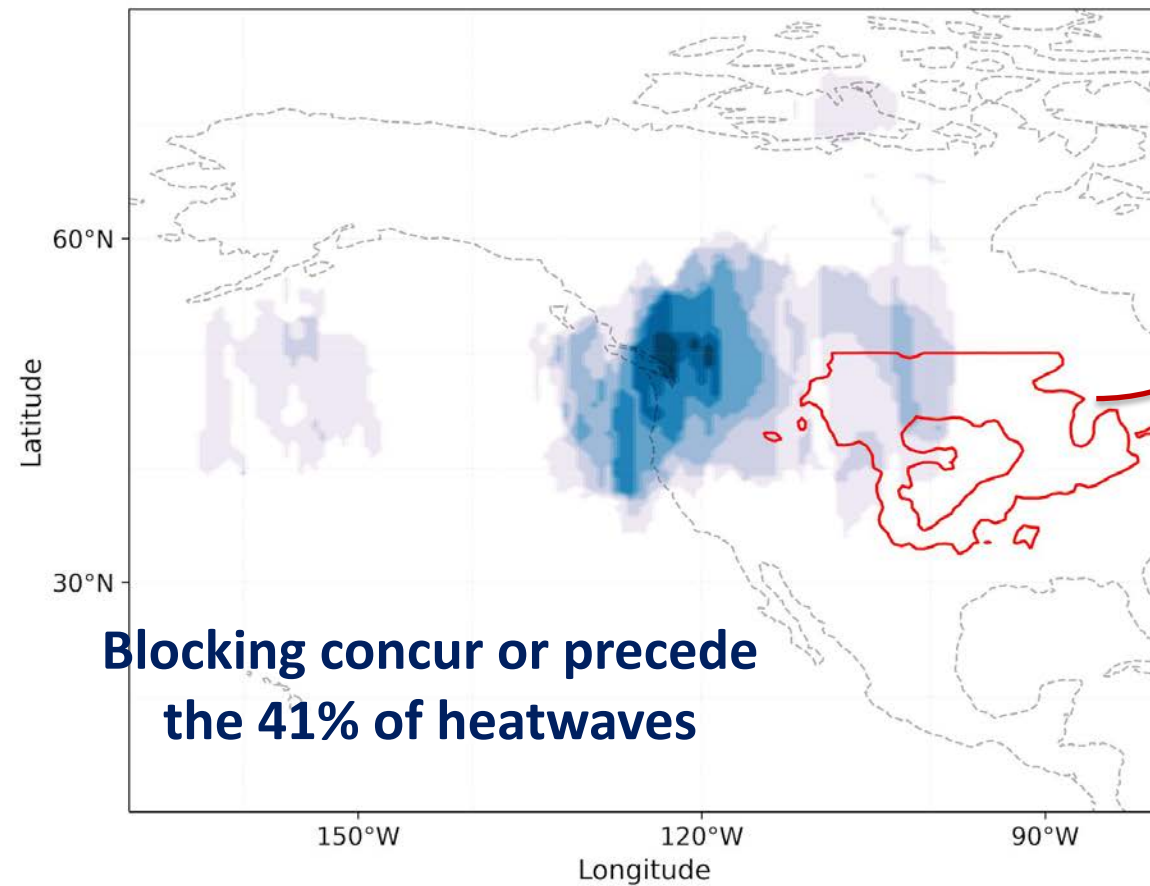 60°N
30°N
Latitude
Blocking concur or precede
the 41% of heatwaves
150°W
120°W
90°W
Longitude